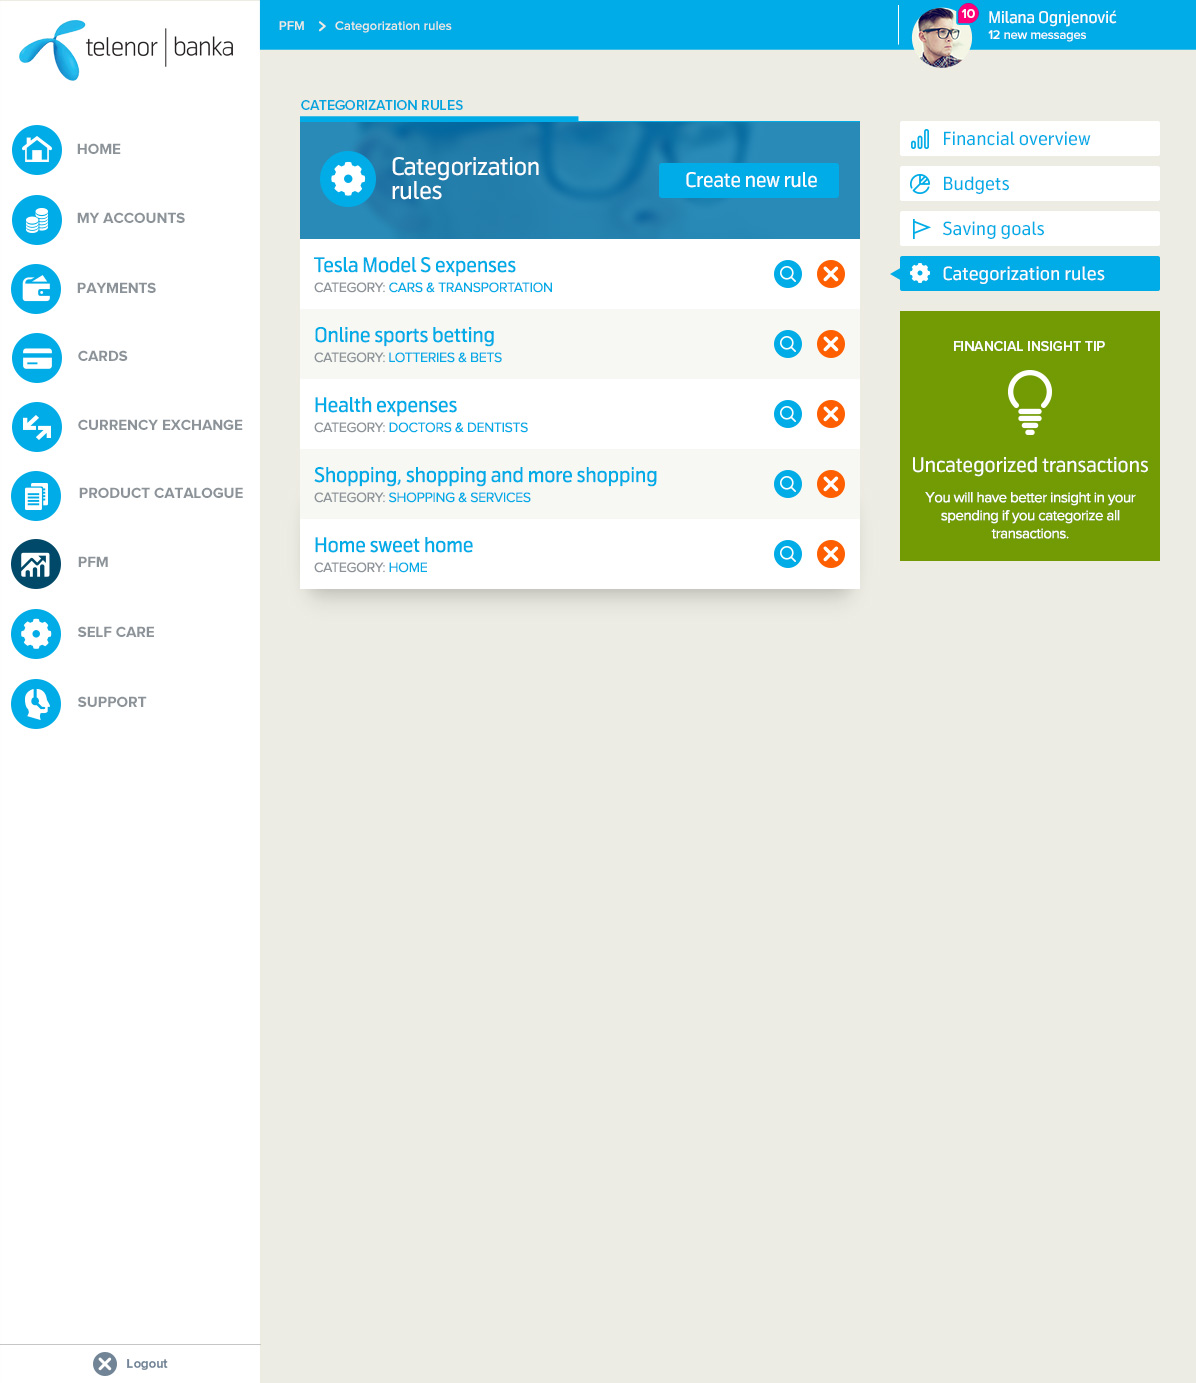 telenor | banka
HOME
MY ACCOUNTS
PAYMENTS
CARDS
CURRENCY EXCHANGE
PRODUCT CATALOGUE
PFM
SELF CARE
SUPPORT
Logout
PFM > Categorization rules
10
Milana Ognjenović
12 new messages
CATEGORIZATION RULES
Categorization
rules
Create new rule
Tesla Model S expenses
CATEGORY: CARS & TRANSPORTATION
Online sports betting
CATEGORY: LOTTERIES & BETS
Health expenses
CATEGORY: DOCTORS & DENTISTS
Shopping, shopping and more shopping
CATEGORY: SHOPPING & SERVICES
Home sweet home
CATEGORY: HOME
Financial overview
Budgets
Saving goals
Categorization rules
FINANCIAL INSIGHT TIP
Uncategorized transactions
You will have better insight in your
spending if you categorize all
transactions.